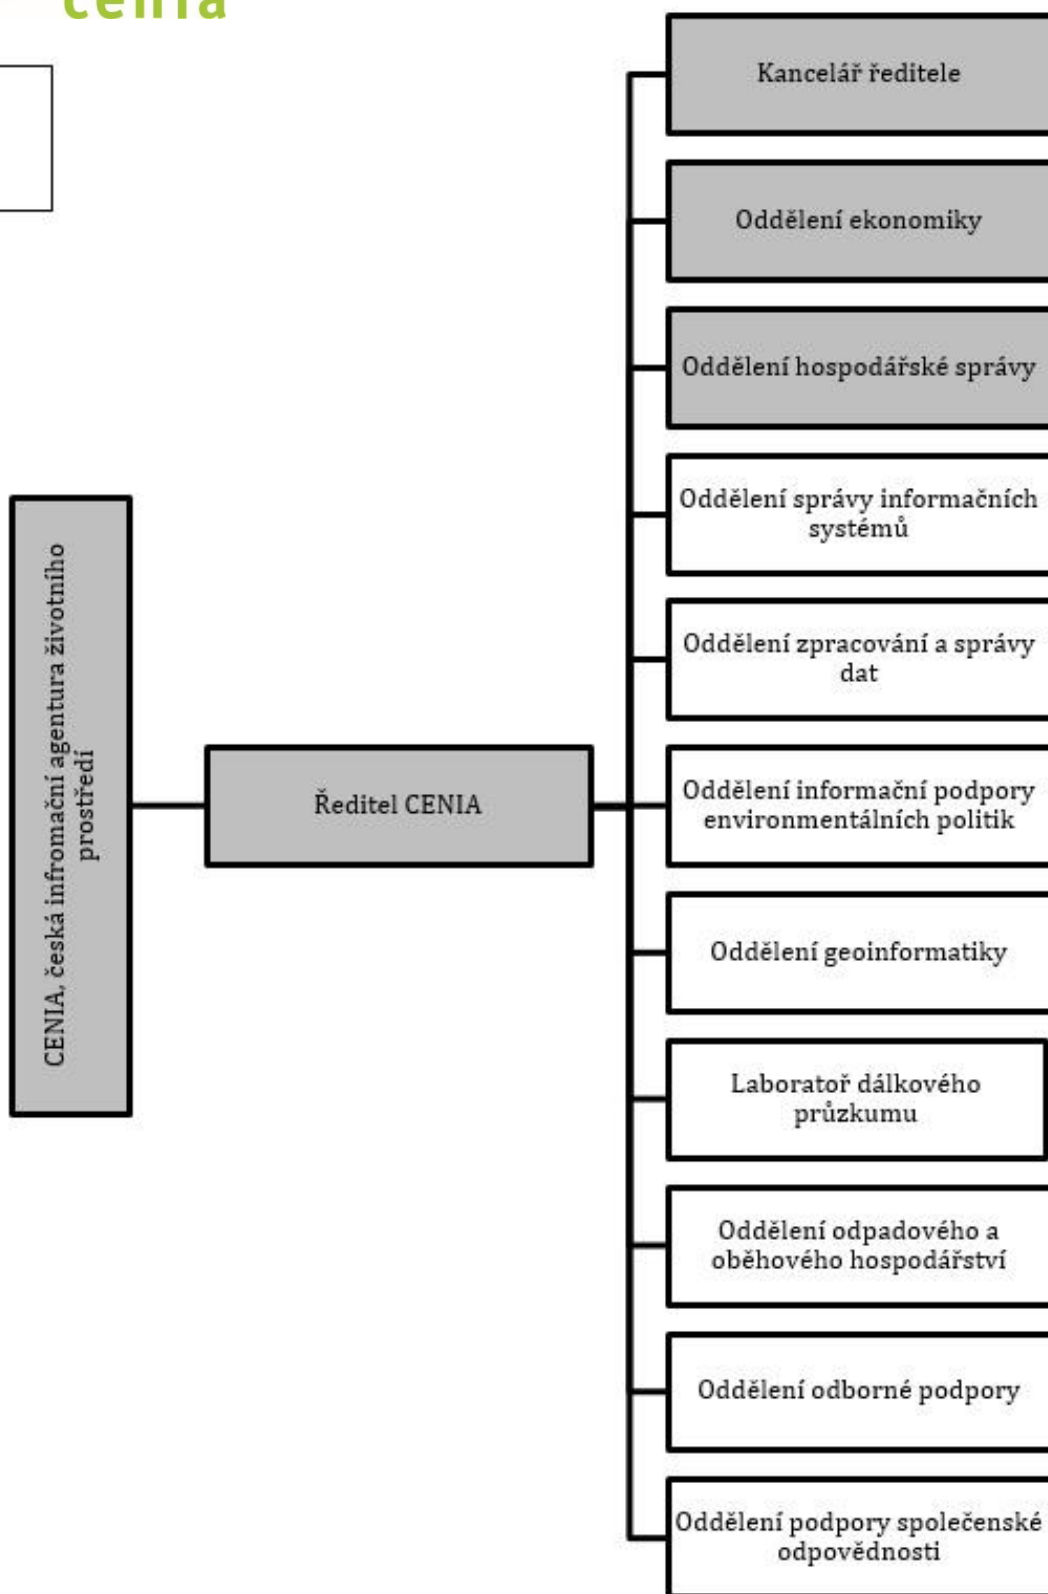 cenia
Kancelář ředitele
Oddělení ekonomiky
Oddělení hospodářské správy
Oddělení správy informačních
systémů
Oddělení zpracování a správy
dat
CENIA, česká infromační agentura životního
prostředí
Ředitel CENIA
Oddělení informační podpory
environmentálních politik
Oddělení geoinformatiky
Laboratoř dálkového
průzkumu
Oddělení odpadového a
oběhového hospodářství
Oddělení odborné podpory
Oddělení podpory společenské
odpovědnosti